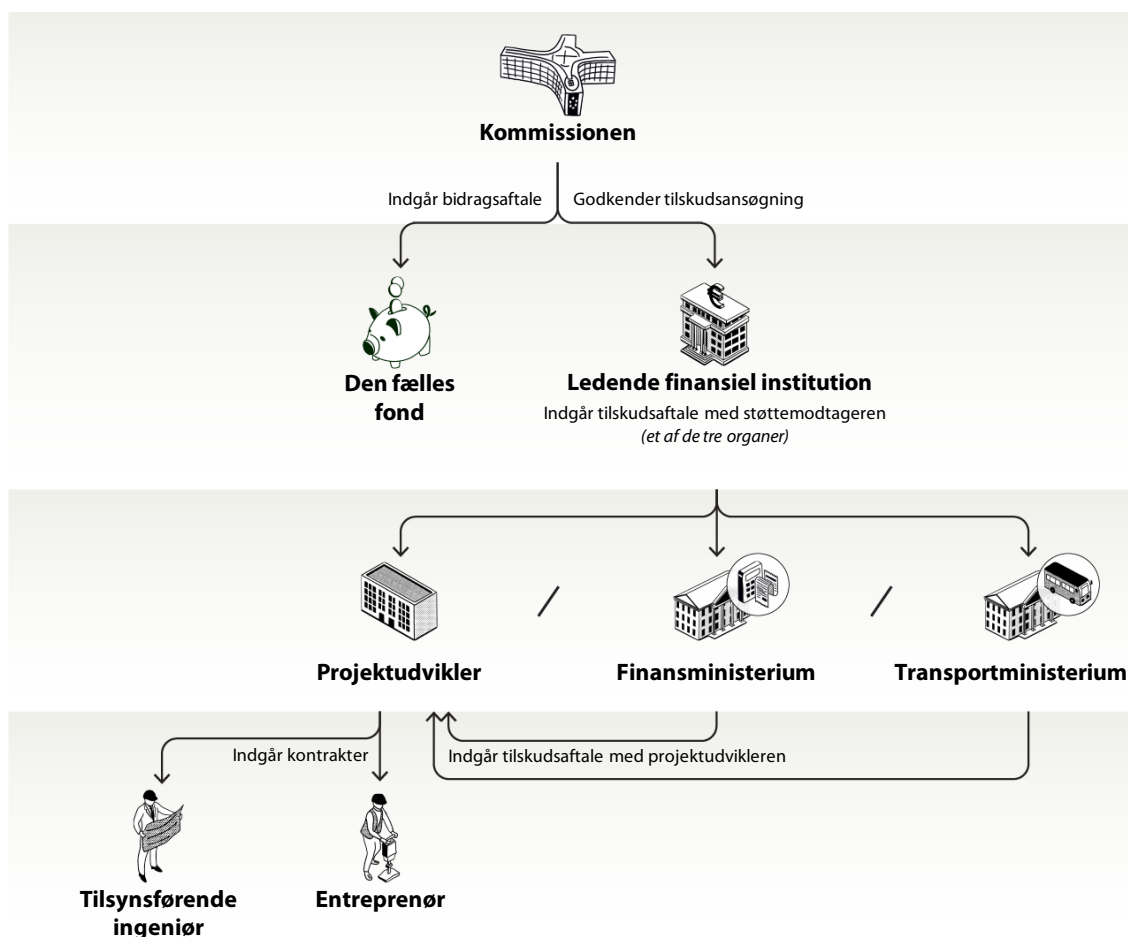 Kommissionen
Indgår bidragsaftale
Godkender tilskudsansøgning
Den fælles
fond
Ledende finansiel institution
Indgår tilskudsaftale med støttemodtageren
(et af de tre organer)
Projektudvikler
/
Finansministerium
/
Transportministerium
Indgår kontrakter
Indgår tilskudsaftale med projektudvikleren
Tilsynsførende
ingeniør
Entreprenør